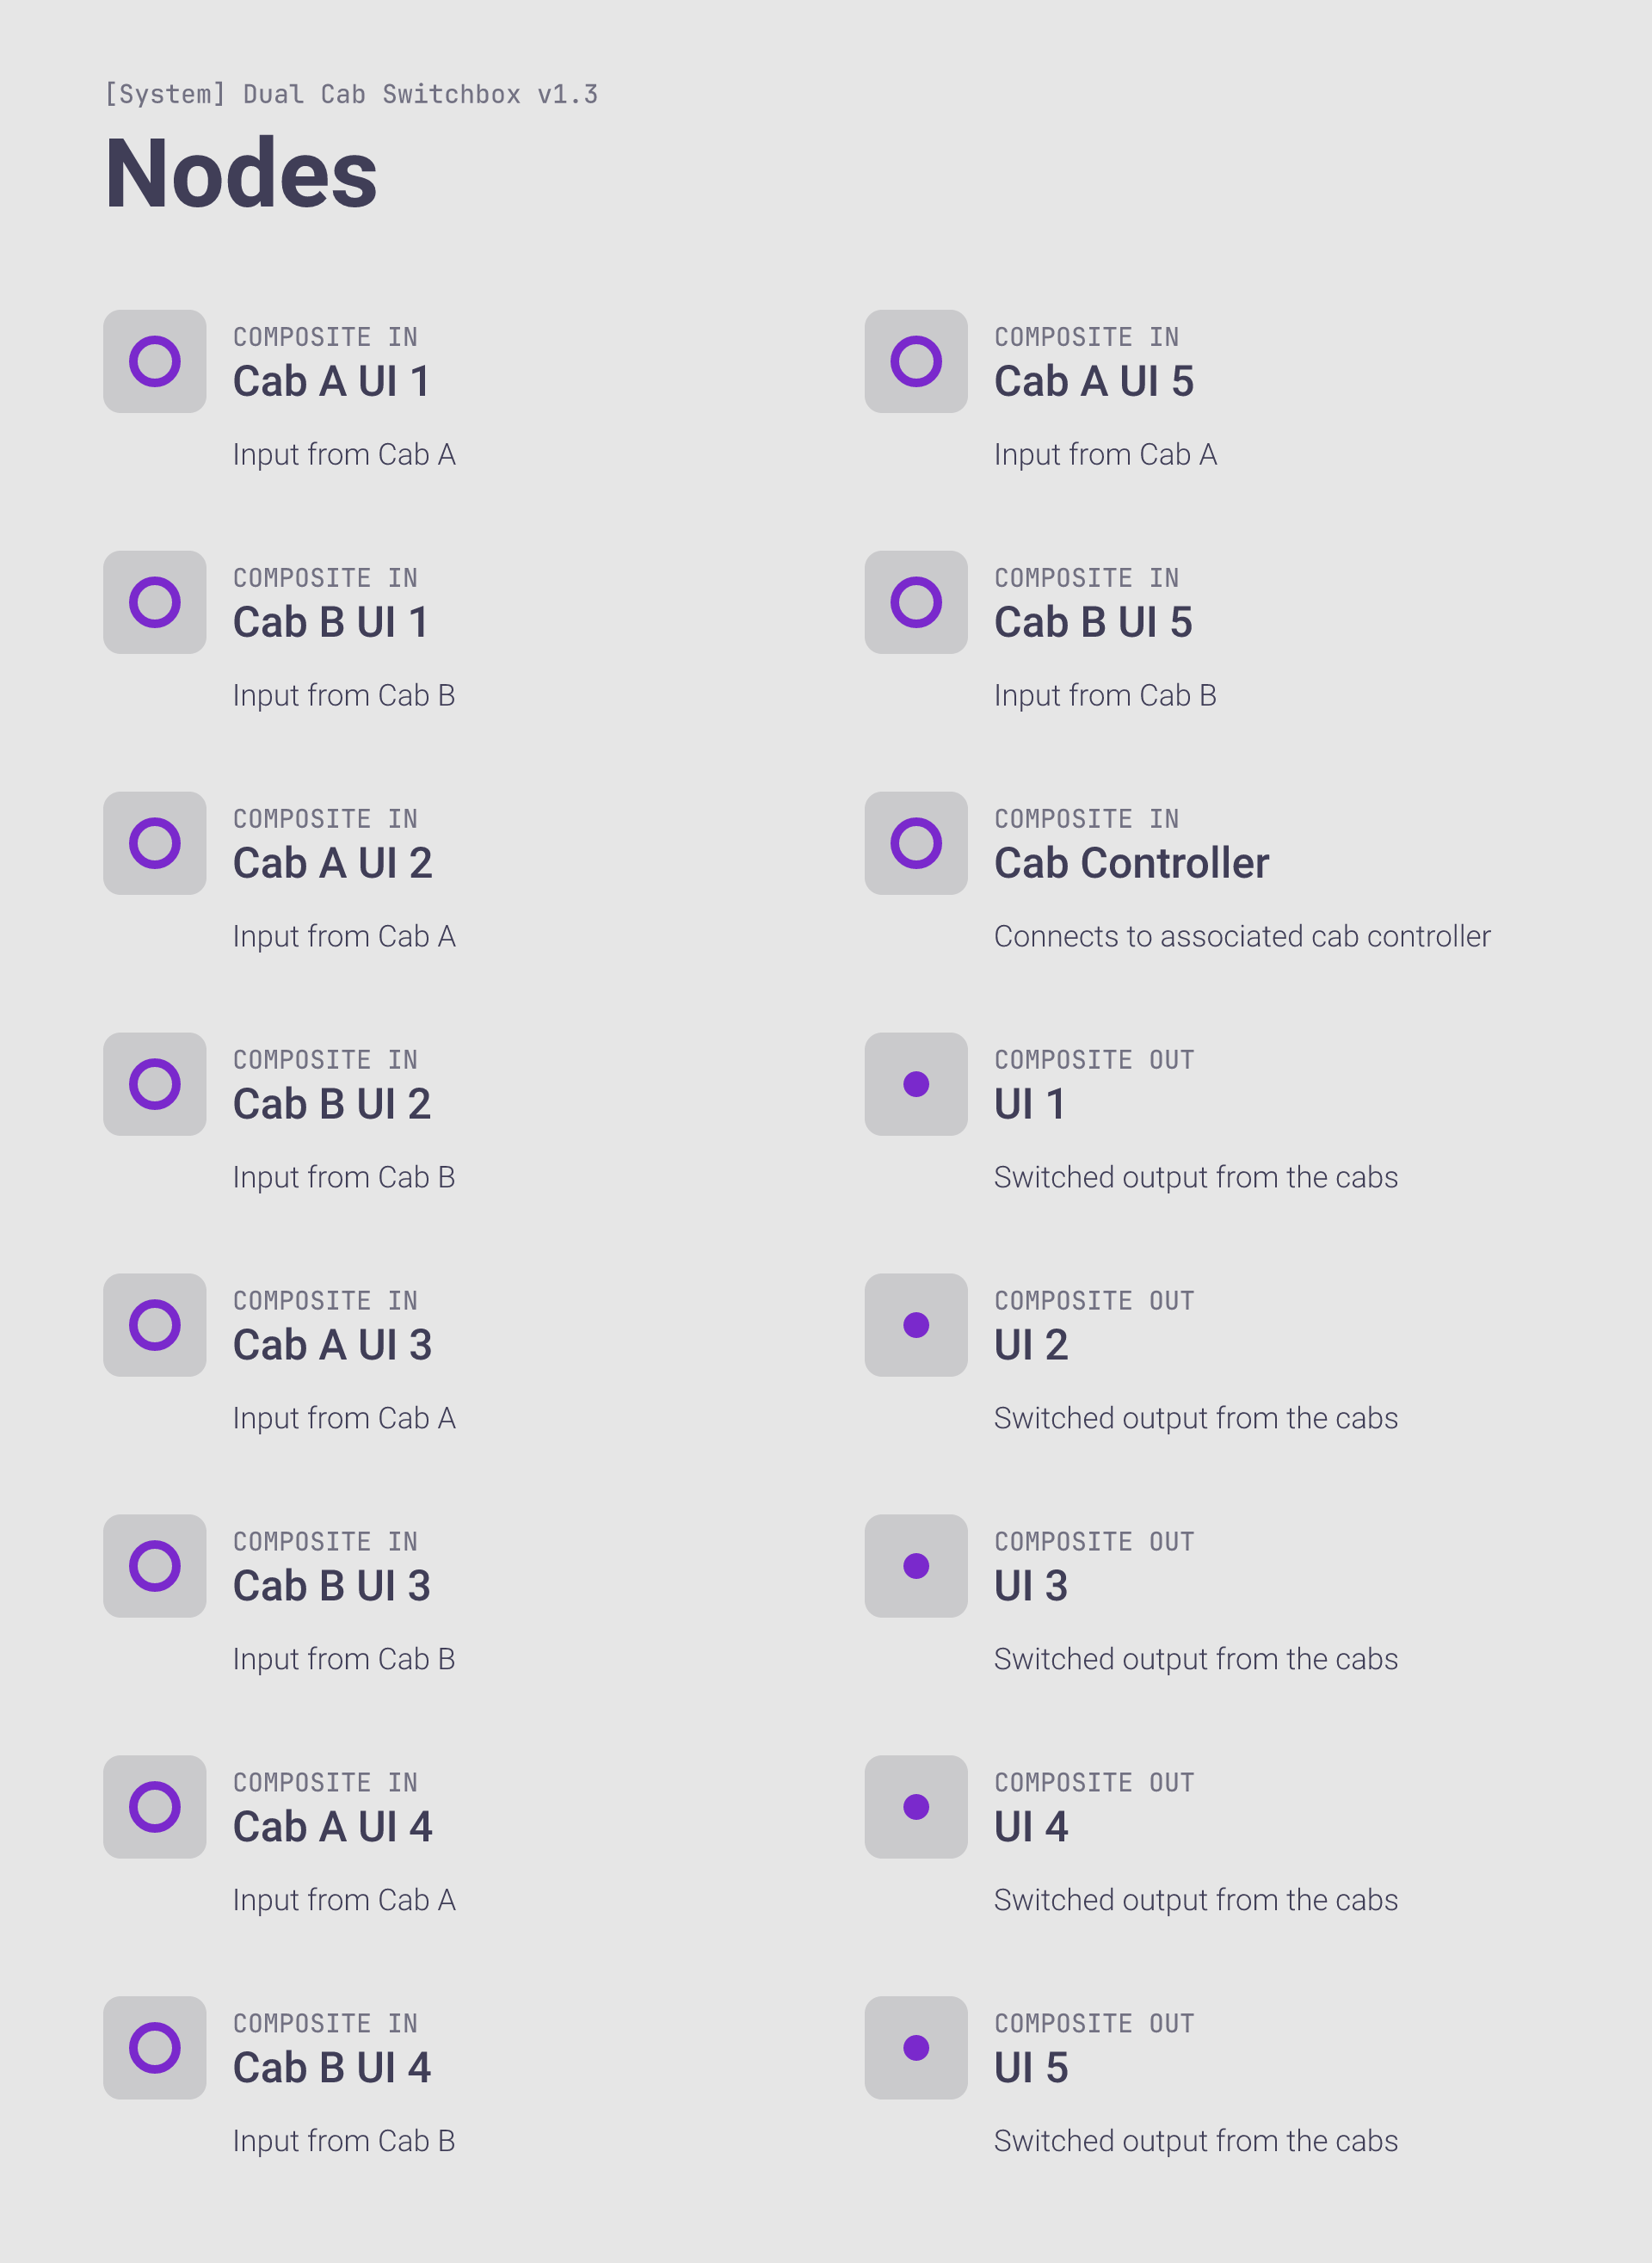 [System] Dual Cab Switchbox v1.3
Nodes
COMPOSITE IN
Cab A UI 1
Input from Cab A
COMPOSITE IN
Cab B UI 1
Input from Cab B
COMPOSITE IN
Cab A UI 2
Input from Cab A
COMPOSITE IN
Cab B UI 2
Input from Cab B
COMPOSITE IN
Cab A UI 3
Input from Cab A
COMPOSITE IN
Cab B UI 3
Input from Cab B
COMPOSITE IN
Cab A UI 4
Input from Cab A
COMPOSITE IN
Cab B UI 4
Input from Cab B
COMPOSITE IN
Cab A UI 5
Input from Cab A
COMPOSITE IN
Cab B UI 5
Input from Cab B
COMPOSITE IN
Cab Controller
Connects to associated cab controller
COMPOSITE OUT
UI 1
Switched output from the cabs
COMPOSITE OUT
UI 2
Switched output from the cabs
COMPOSITE OUT
UI 3
Switched output from the cabs
COMPOSITE OUT
UI 4
Switched output from the cabs
COMPOSITE OUT
UI 5
Switched output from the cabs